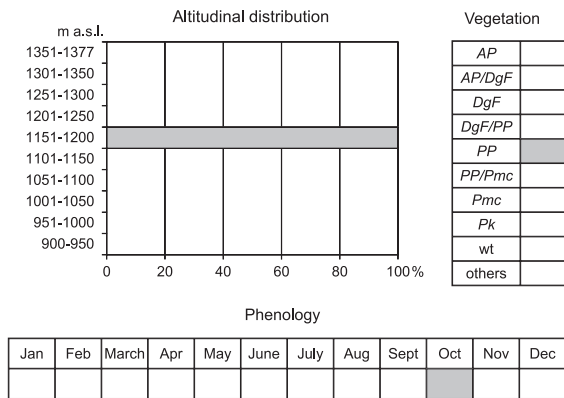 Altitudinal distribution
m a.s.l.
1351-1377
1301-1350
1251-1300
1201-1250
1151-1200
1101-1150
1051-1100
1001-1050
951-1000
900-950
0 20 40 60 80 100%
Vegetation
AP
AP/DgF
DgF
DgF/PP
PP
PP/Pmc
Pmc
Pk
wt
others
Phenology
Jan Feb March Apr May June July Aug Sept Oct Nov Dec